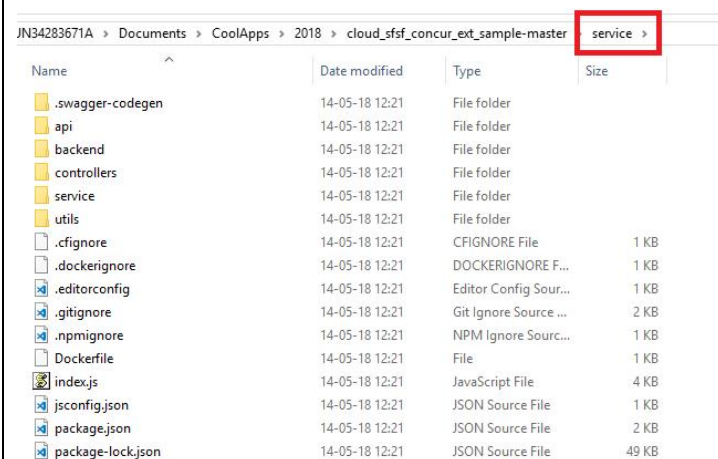 JN34283671A > Documents > CoolApps > 2018 > cloud_sfsf_concur_ext_sample-master > service >
Name Date modified Type Size
.swagger-codegen 14-05-18 12:21 File folder
api 14-05-18 12:21 File folder
backend 14-05-18 12:21 File folder
controllers 14-05-18 12:21 File folder
service 14-05-18 12:21 File folder
utils 14-05-18 12:21 File folder
.cfignore 14-05-18 12:21 CFIGNORE File 1 KB
.dockerignore 14-05-18 12:21 DOCKERIGNORE F... 1 KB
.editorconfig 14-05-18 12:21 Editor Config Sour... 1 KB
.gitignore 14-05-18 12:21 Git Ignore Source ... 2 KB
.npmignore 14-05-18 12:21 NPM Ignore Sourc... 1 KB
Dockerfile 14-05-18 12:21 File 1 KB
index.js 14-05-18 12:21 JavaScript File 4 KB
jsconfig.json 14-05-18 12:21 JSON Source File 1 KB
package.json 14-05-18 12:21 JSON Source File 2 KB
package-lock.json 14-05-18 12:21 JSON Source File 49 KB